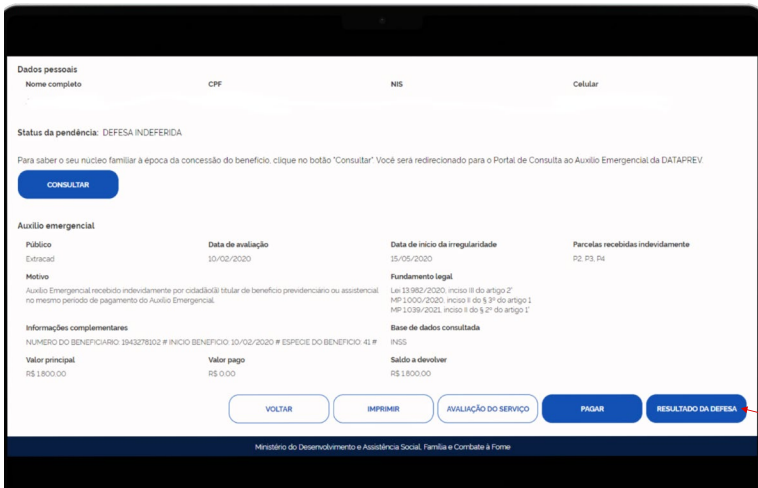 Dados pessoais
Nome completo CPF NIS Celular
Status da pendência: DEFESA INDEFERIDA
Para saber o seu núcleo familiar à época da concessão do benefício, clique no botão "Consultar". Você será redirecionado para o Portal de Consulta ao Auxílio Emergencial da DATAPREV.
CONSULTAR
Auxílio emergencial
Público Data de avaliação Data de início da irregularidade Parcelas recebidas indevidamente
Extracad 10/02/2020 15/05/2020 P2, P3, P4
Motivo Fundamento legal
Auxílio Emergencial recebido indevidamente por cidadão(ã) titular de benefício previdenciário ou assistencial Lei 13.982/2020, inciso III do artigo 2º
no mesmo período de pagamento do Auxílio Emergencial. MP 1.000/2020, inciso II do § 3º do artigo 1
MP 1.039/2021, inciso II do § 2º do artigo 1º
Informações complementares Base de dados consultada
NUMERO DO BENEFICIARIO: 1943278102 # INICIO BENEFICIO: 10/02/2020 # ESPECIE DO BENEFICIO: 41 # INSS
Valor principal Valor pago Saldo a devolver
R$ 1.800,00 R$ 0,00 R$ 1.800,00
VOLTAR IMPRIMIR AVALIAÇÃO DO SERVIÇO PAGAR RESULTADO DA DEFESA
Ministério do Desenvolvimento e Assistência Social, Família e Combate à Fome